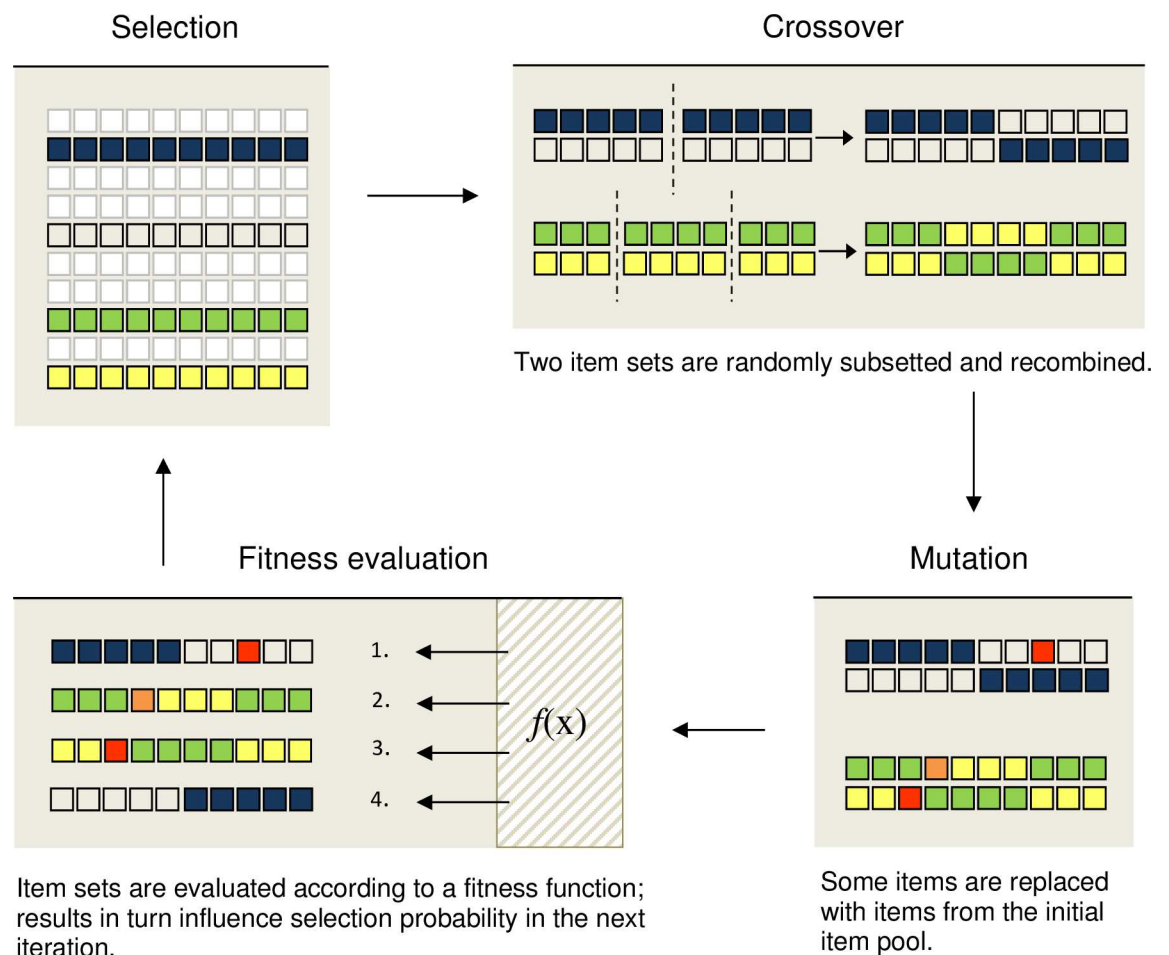 Selection
Crossover
Two item sets are randomly subsetted and recombined.
Fitness evaluation
Mutation
1.
2.
3.
4.
f(x)
Item sets are evaluated according to a fitness function;
results in turn influence selection probability in the next
iteration.
Some items are replaced
with items from the initial
item pool.